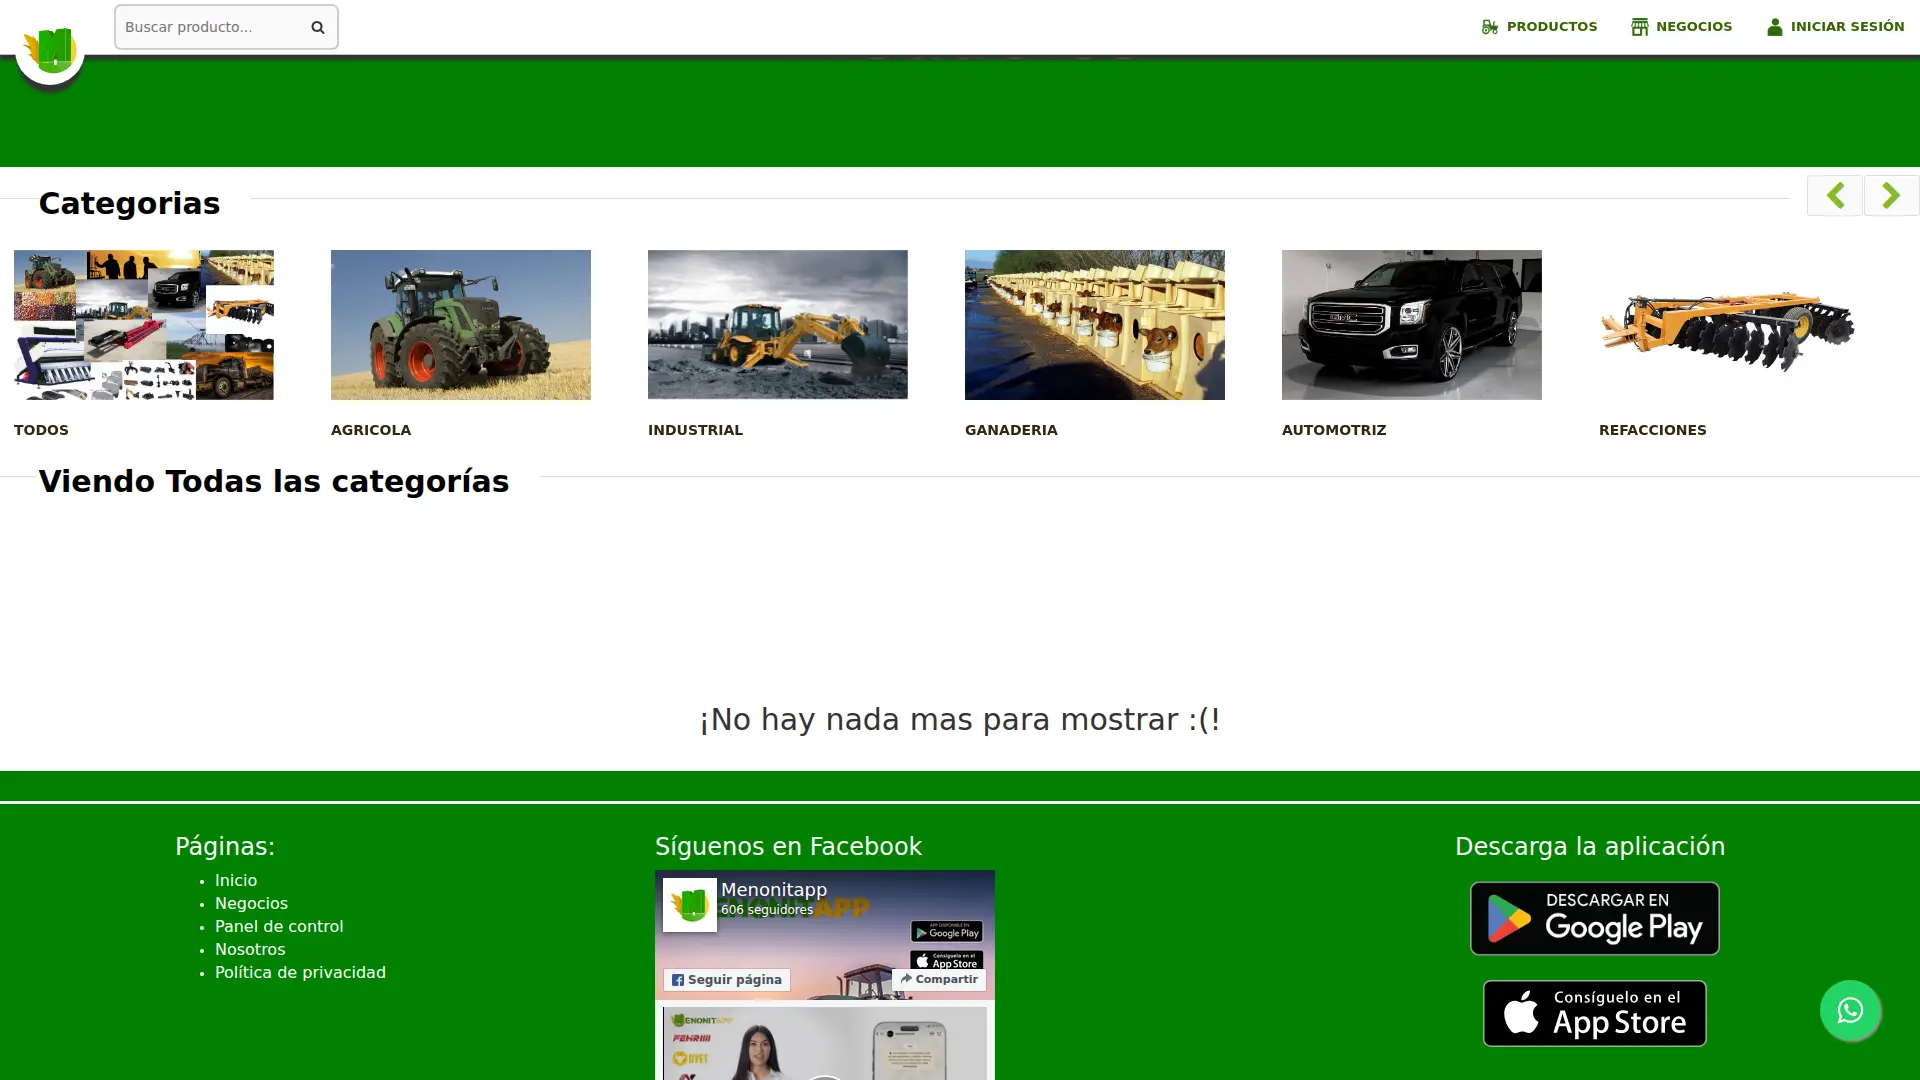 Buscar producto...
PRODUCTOS
NEGOCIOS
INICIAR SESIÓN
Categorias
TODOS
AGRICOLA
INDUSTRIAL
GANADERIA
AUTOMOTRIZ
REFACCIONES
Viendo Todas las categorías
¡No hay nada mas para mostrar :(!
Páginas:
Inicio
Negocios
Panel de control
Nosotros
Política de privacidad
Síguenos en Facebook
Menonitapp
606 seguidores
Google Play
Consíguelo en el
App Store
Seguir página
Compartir
Descarga la aplicación
DESCARGAR EN
Google Play
Consíguelo en el
App Store